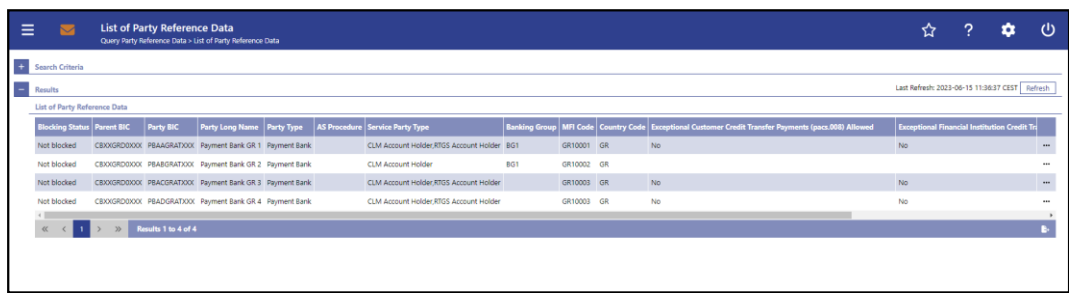 List of Party Reference Data
?
Query Party Reference Data > List of Party Reference Data
+ Search Criteria
− Results Last Refresh: 2023-06-15 11:36:37 CEST Refresh
List of Party Reference Data
Blocking Status Parent BIC Party BIC Party Long Name Party Type AS Procedure Service Party Type Banking Group MFI Code Country Code Exceptional Customer Credit Transfer Payments (pacs.008) Allowed Exceptional Financial Institution Credit Tr
Not blocked CBXXGRD0XXX PBAAGRATXXX Payment Bank GR 1 Payment Bank CLM Account Holder,RTGS Account Holder BG1 GR10001 GR No No ...
Not blocked CBXXGRD0XXX PBABGRATXXX Payment Bank GR 2 Payment Bank CLM Account Holder BG1 GR10002 GR ...
Not blocked CBXXGRD0XXX PBACGRATXXX Payment Bank GR 3 Payment Bank CLM Account Holder,RTGS Account Holder GR10003 GR No No ...
Not blocked CBXXGRD0XXX PBADGRATXXX Payment Bank GR 4 Payment Bank CLM Account Holder,RTGS Account Holder GR10003 GR No No ...
« < 1 > » Results 1 to 4 of 4